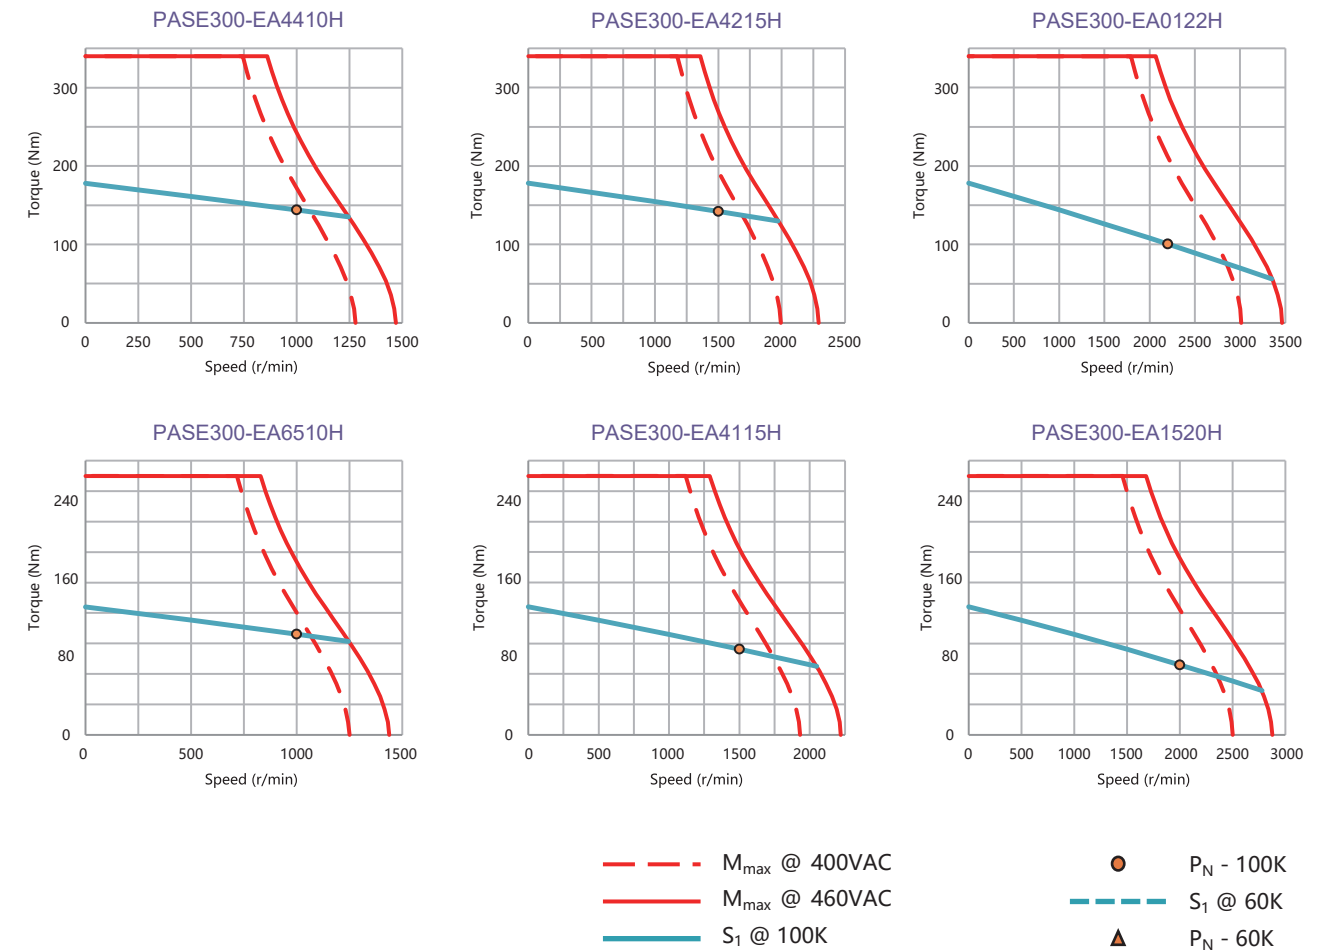 PASE300-EA4410H
PASE300-EA4215H
PASE300-EA0122H
Torque (Nm)
300
200
100
0
0 250 500 750 1000 1250 1500
Speed (r/min)
Torque (Nm)
300
200
100
0
0 500 1000 1500 2000 2500
Speed (r/min)
Torque (Nm)
300
200
100
0
0 500 1000 1500 2000 2500 3000 3500
Speed (r/min)
PASE300-EA6510H
PASE300-EA4115H
PASE300-EA1520H
Torque (Nm)
240
160
80
0
0 500 1000 1500
Speed (r/min)
Torque (Nm)
240
160
80
0
0 500 1000 1500 2000
Speed (r/min)
Torque (Nm)
240
160
80
0
0 500 1000 1500 2000 2500 3000
Speed (r/min)
Mmax @ 400VAC
Mmax @ 460VAC
S1 @ 100K
PN - 100K
S1 @ 60K
PN - 60K